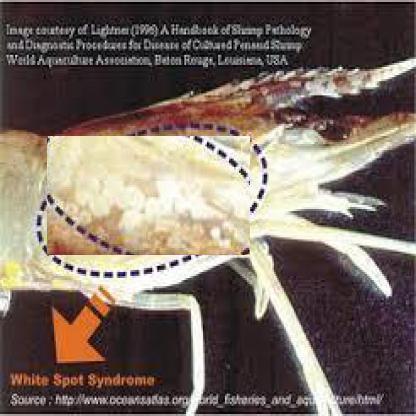 Image courtesy of Lightner (1996) A Handbook of Shrimp Pathology
and Diagnostic Procedures for Disease of Cultured Penaeid Shrimp
World Aquaculture Association, Baton Rouge, Louisiana, USA
White Spot Syndrome
Source : http://www.oceansatlas.org/world_fisheries_and_aquaculture/html/